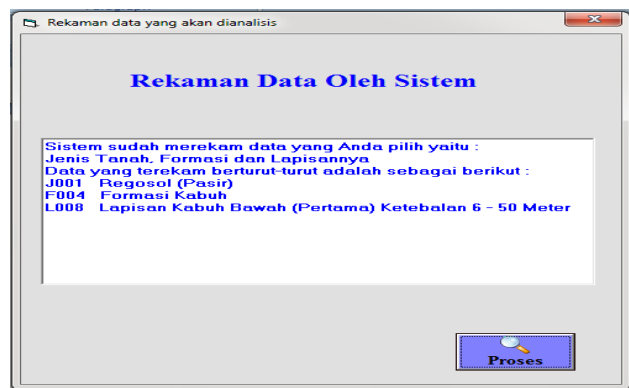 Rekaman data yang akan dianalisis
Rekaman Data Oleh Sistem
Sistem sudah merekam data yang Anda pilih yaitu :
Jenis Tanah, Formasi dan Lapisannya
Data yang terekam berturut-turut adalah sebagai berikut :
J001 Regosol (Pasir)
F004 Formasi Kabuh
L008 Lapisan Kabuh Bawah (Pertama) Ketebalan 6 - 50 Meter
Proses